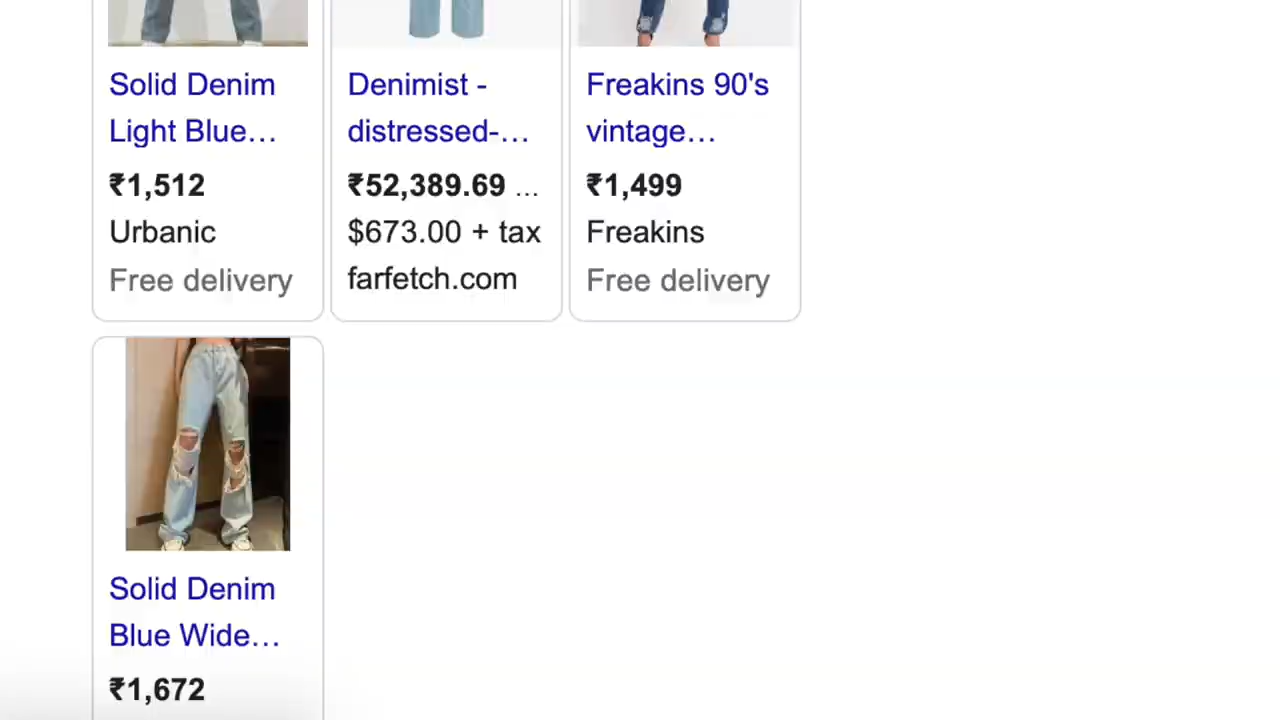 Solid Denim
Light Blue…
₹1,512
Urbanic
Free delivery
Denimist -
distressed-…
₹52,389.69 ...
$673.00 + tax
farfetch.com
Freakins 90's
vintage…
₹1,499
Freakins
Free delivery
Solid Denim
Blue Wide…
₹1,672